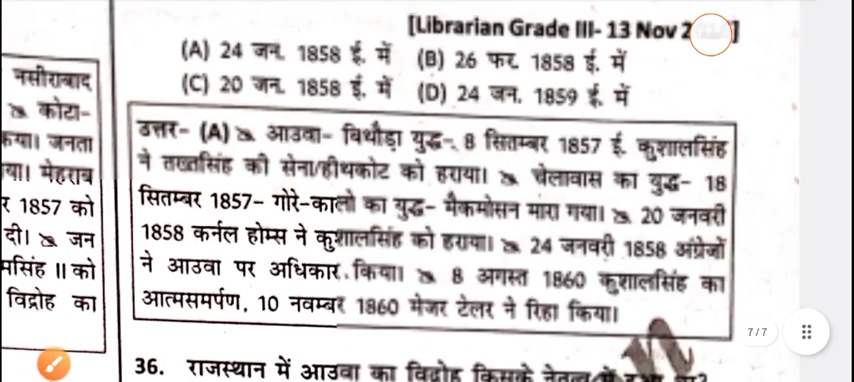 [Librarian Grade III- 13 Nov 2
(A) 24 जन. 1858 ई. में (B) 26 फर. 1858 ई. में
(C) 20 जन. 1858 ई. में (D) 24 जन. 1859 ई. में
नसीराबाद
कोटा-
जनता
मेहराब
1857 को
दी। जन
II को
विद्रोह का
उत्तर- (A) आउवा- बिथौड़ा युद्ध- 8 सितम्बर 1857 ई. कुशालसिंह
ने तख्तसिंह की सेना/हीथकोट को हराया। चेलावास का युद्ध- 18
सितम्बर 1857- गोरे-कालो का युद्ध- मैकमोसन मारा गया। 20 जनवरी
1858 कर्नल होम्स ने कुशालसिंह को हराया। 24 जनवरी 1858 अंग्रेजों
ने आउवा पर अधिकार किया। 8 अगस्त 1860 कुशालसिंह का
आत्मसमर्पण, 10 नवम्बर 1860 मेजर टेलर ने रिहा किया।
7/7
36. राजस्थान में आउवा का विद्रोह किसके नेतृत्व में